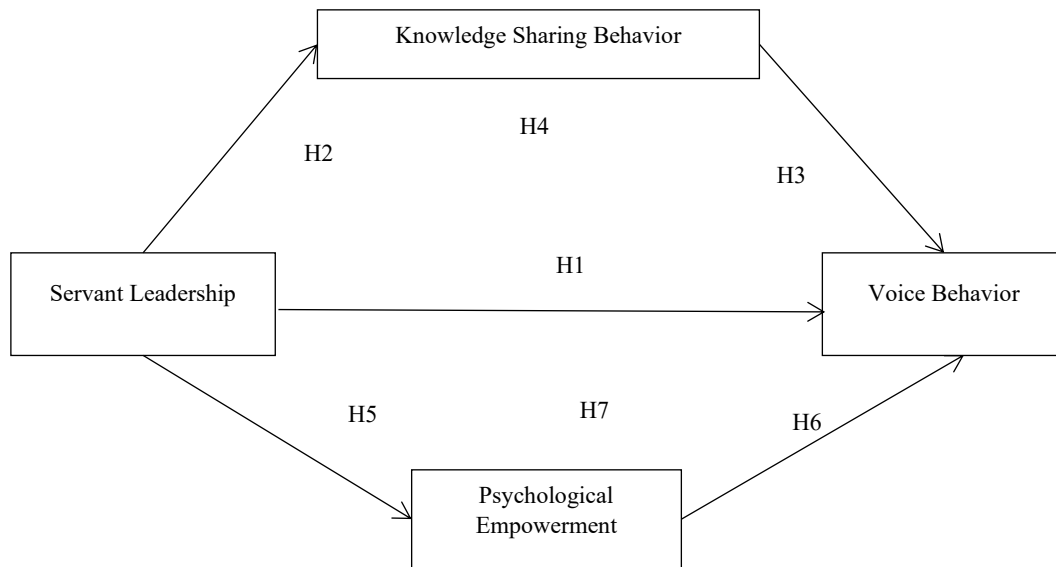 Knowledge Sharing Behavior
H4
H2
H3
H1
Servant Leadership
Voice Behavior
H5
H7
H6
Psychological
Empowerment